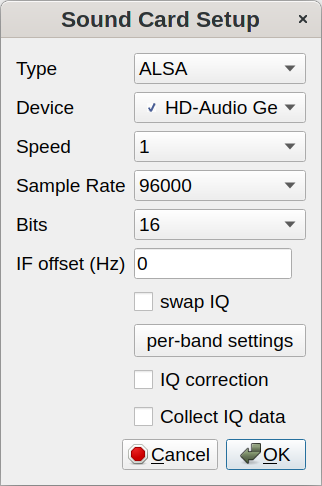 Sound Card Setup
Type ALSA
Device ✓ HD-Audio Ge
Speed 1
Sample Rate 96000
Bits 16
IF offset (Hz) 0
swap IQ
per-band settings
IQ correction
Collect IQ data
Cancel OK